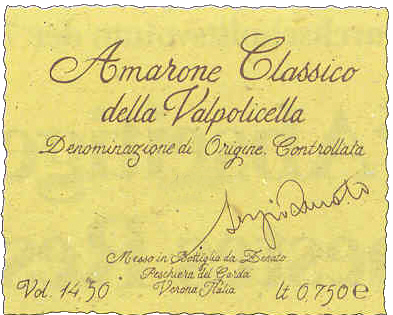 Amarone Classico
della Valpolicella
Denominazione di Origine Controllata
Sergio Zenato
Messo in Bottiglia da Zenato
Peschiera del Garda
Verona Italia
Vol. 14,50
lt 0,750 e